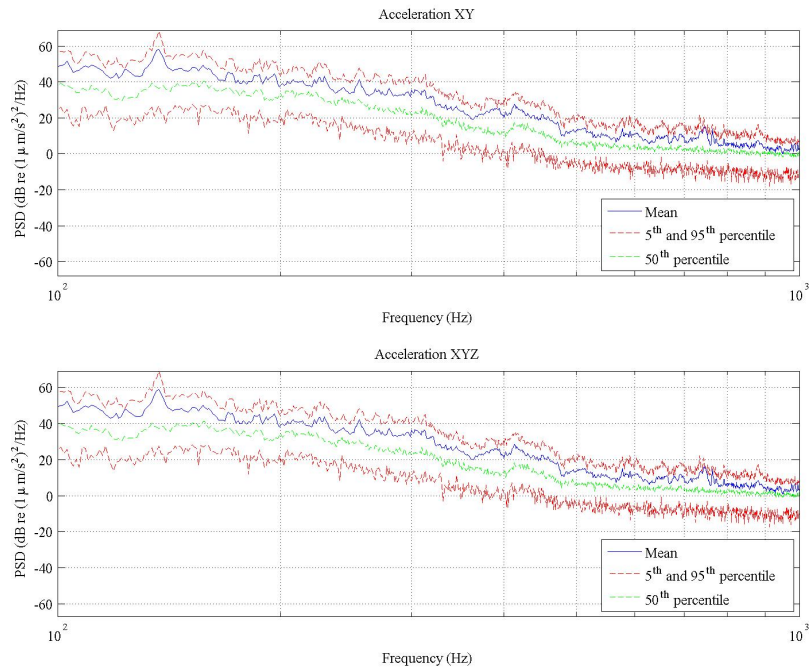 Acceleration XY
PSD (dB re (1 μ m/s²)²/Hz)
60
40
20
0
-20
-40
-60
Mean
5th and 95th percentile
50th percentile
10²
10³
Frequency (Hz)
Acceleration XYZ
PSD (dB re (1 μ m/s²)²/Hz)
60
40
20
0
-20
-40
-60
Mean
5th and 95th percentile
50th percentile
10²
10³
Frequency (Hz)